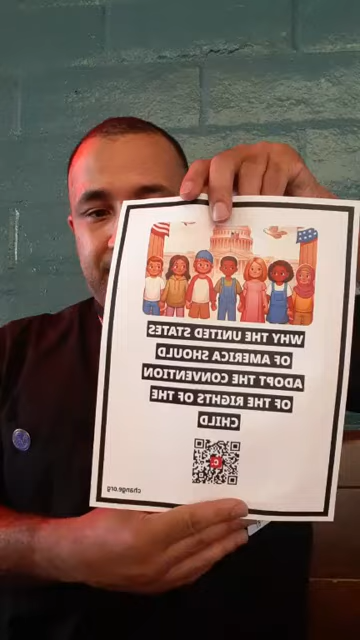 WHY THE UNITED STATES
OF AMERICA SHOULD
ADOPT THE CONVENTION
OF THE RIGHTS OF THE
CHILD
change.org